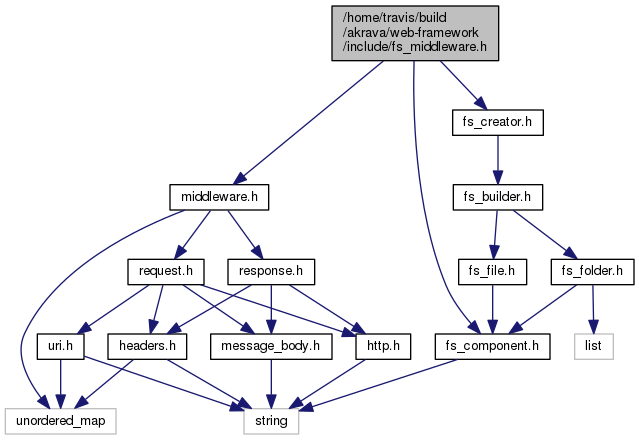 /home/travis/build
/akrava/web-framework
/include/fs_middleware.h
fs_creator.h
middleware.h
fs_builder.h
request.h
response.h
fs_file.h
fs_folder.h
uri.h
headers.h
message_body.h
http.h
fs_component.h
list
unordered_map
string